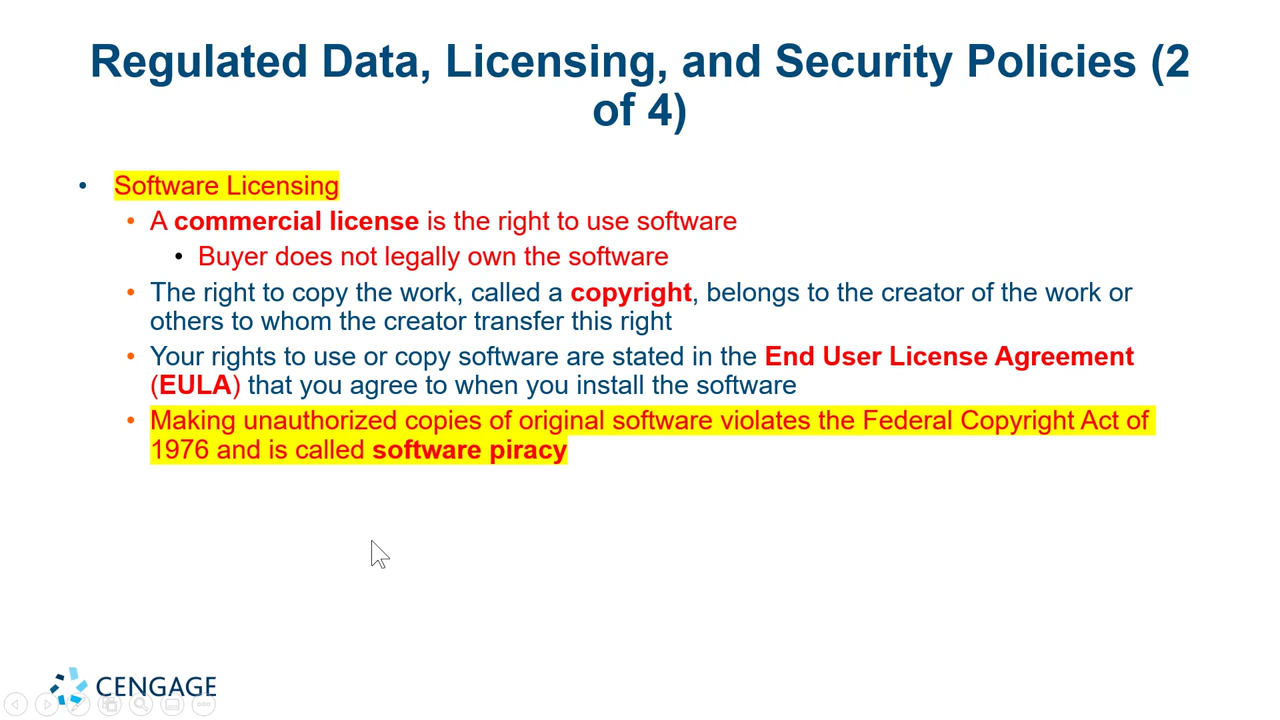 Regulated Data, Licensing, and Security Policies (2
of 4)
• Software Licensing
• A commercial license is the right to use software
• Buyer does not legally own the software
• The right to copy the work, called a copyright, belongs to the creator of the work or
others to whom the creator transfer this right
• Your rights to use or copy software are stated in the End User License Agreement
(EULA) that you agree to when you install the software
• Making unauthorized copies of original software violates the Federal Copyright Act of
1976 and is called software piracy
CENGAGE